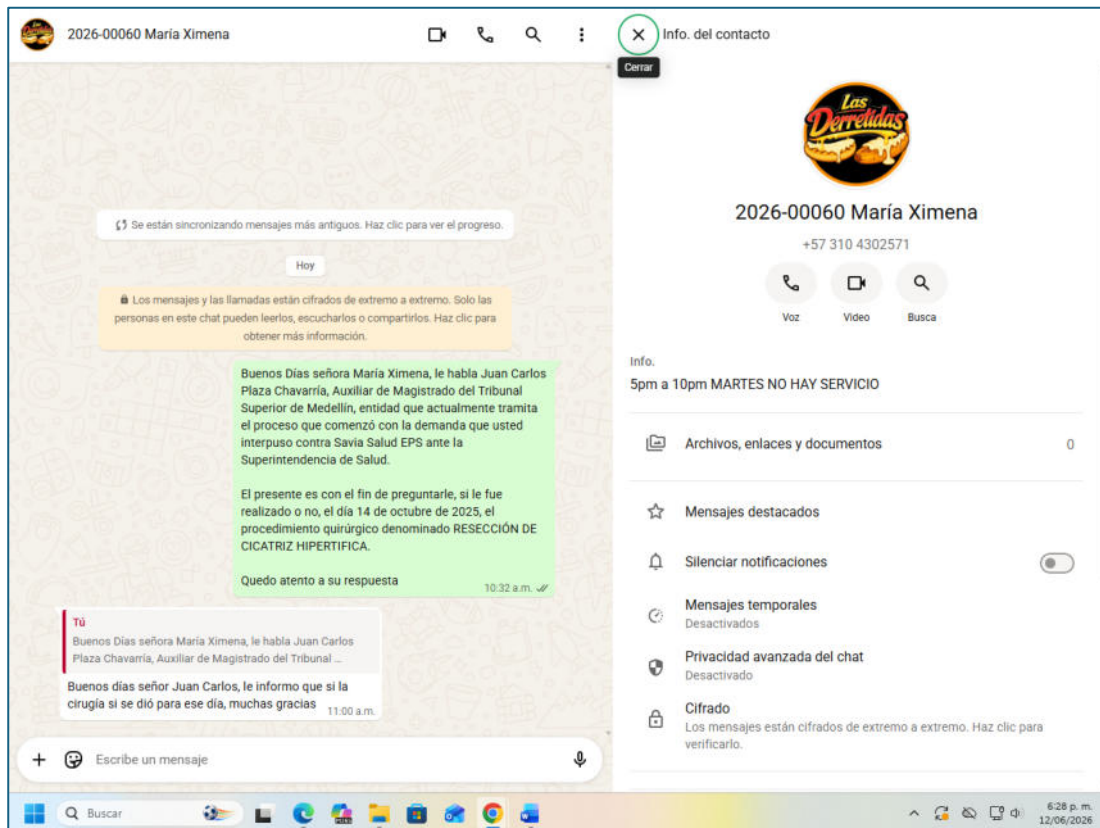 2026-00060 María Ximena
Info. del contacto
Cerrar
Se están sincronizando mensajes más antiguos. Haz clic para ver el progreso.
Hoy
Los mensajes y las llamadas están cifrados de extremo a extremo. Solo las
personas en este chat pueden leerlos, escucharlos o compartirlos. Haz clic para
obtener más información.
Buenos Días señora María Ximena, le habla Juan Carlos
Plaza Chavarría, Auxiliar de Magistrado del Tribunal
Superior de Medellín, entidad que actualmente tramita
el proceso que comenzó con la demanda que usted
interpuso contra Savia Salud EPS ante la
Superintendencia de Salud.
El presente es con el fin de preguntarle, si le fue
realizado o no, el día 14 de octubre de 2025, el
procedimiento quirúrgico denominado RESECCIÓN DE
CICATRIZ HIPERTIFICA.
Quedo atento a su respuesta
10:32 a.m.
Tú
Buenos Días señora María Ximena, le habla Juan Carlos
Plaza Chavarría, Auxiliar de Magistrado del Tribunal ...
Buenos días señor Juan Carlos, le informo que si la
cirugía si se dió para ese día, muchas gracias
11:00 a.m.
Escribe un mensaje
Las
Derretidas
2026-00060 María Ximena
+57 310 4302571
Voz
Video
Busca
Info.
5pm a 10pm MARTES NO HAY SERVICIO
Archivos, enlaces y documentos
0
Mensajes destacados
Silenciar notificaciones
Mensajes temporales
Desactivados
Privacidad avanzada del chat
Desactivado
Cifrado
Los mensajes están cifrados de extremo a extremo. Haz clic para
verificarlo.
Buscar
6:28 p. m.
12/06/2026